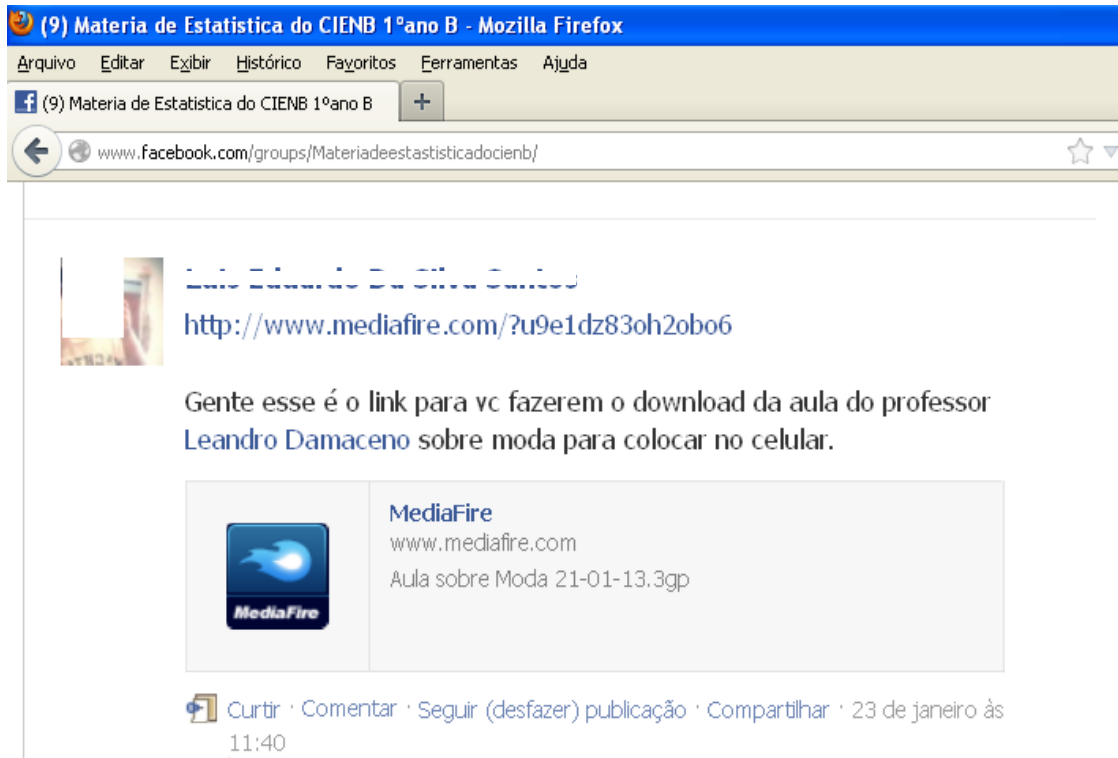 (9) Materia de Estatistica do CIENB 1ºano B - Mozilla Firefox
Arquivo Editar Exibir Histórico Favoritos Ferramentas Ajuda
(9) Materia de Estatistica do CIENB 1ºano B +
www.facebook.com/groups/Materiadeestastisticadocienb/
http://www.mediafire.com/?u9e1dz83oh2obo6
Gente esse é o link para vc fazerem o download da aula do professor
Leandro Damaceno sobre moda para colocar no celular.
MediaFire
www.mediafire.com
Aula sobre Moda 21-01-13.3gp
MediaFire
Curtir · Comentar · Seguir (desfazer) publicação · Compartilhar · 23 de janeiro às
11:40